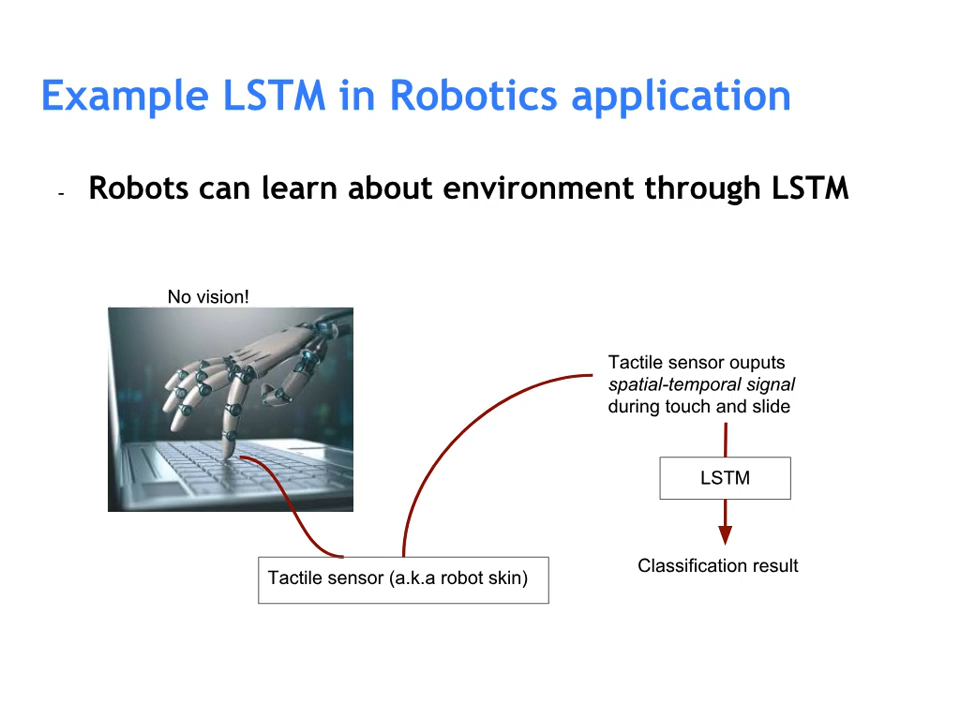 Example LSTM in Robotics application
- Robots can learn about environment through LSTM
No vision!
Tactile sensor ouputs
spatial-temporal signal
during touch and slide
LSTM
Classification result
Tactile sensor (a.k.a robot skin)